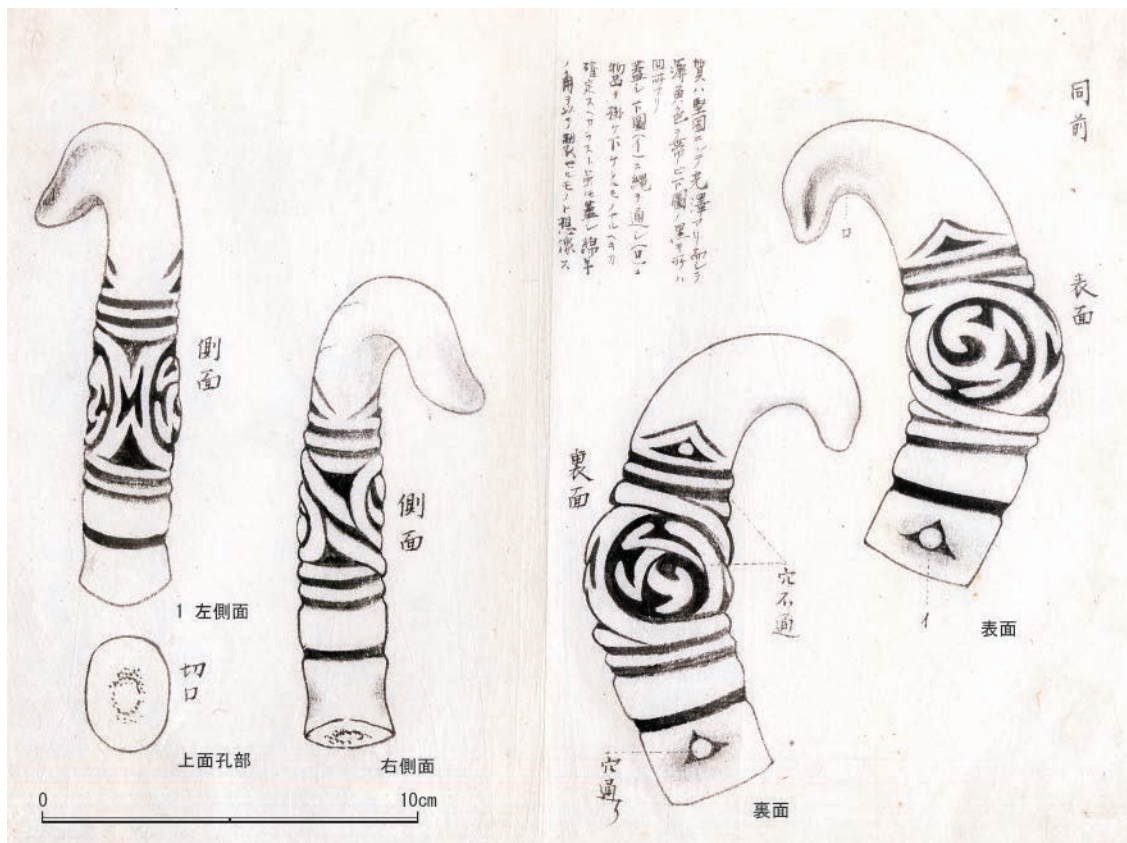 同前
表面
ロ
質ハ堅固ニシテ光澤アリ而シテ
薄黄色ヲ帯ヒ下圖ノ黒キ所ハ
凹所ナリ
蓋シ下圖(イ)ニ縄ヲ通シ(ロ)ニ
物品ヲ掛ケ下ケシモノナルヘキカ
確定スヘカラスト 蓋シ綿羊
ノ角ヲ以テ製セルモノト想像ス
イ
表面
裏面
穴不通
穴通ル
裏面
側面
1 左側面
側面
右側面
切口
上面孔部
0 10cm